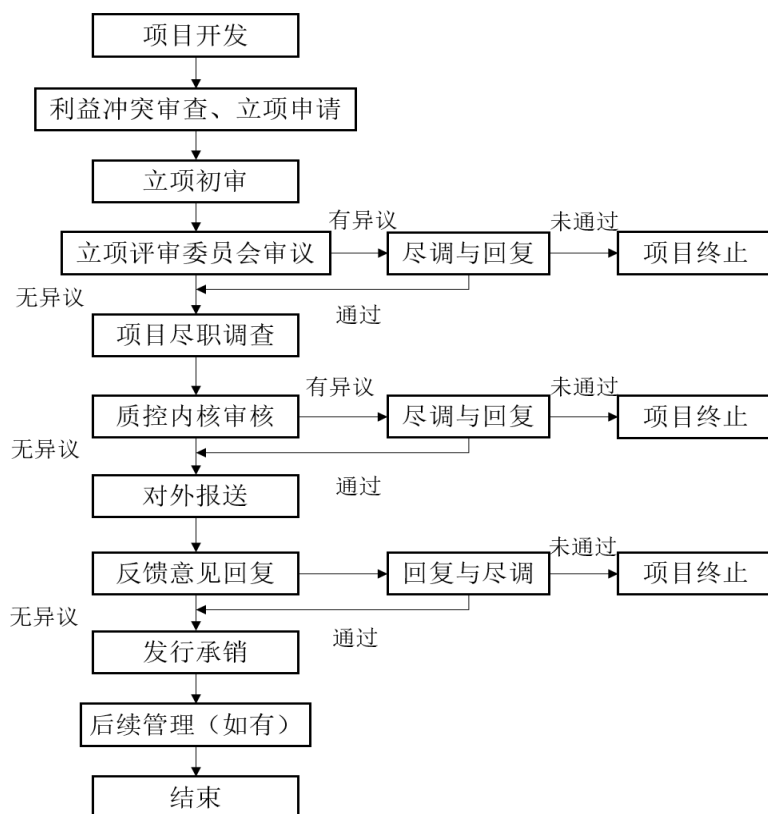 项目开发
利益冲突审查、立项申请
立项初审
有异议
未通过
立项评审委员会审议
尽调与回复
项目终止
无异议
通过
项目尽职调查
有异议
未通过
质控内核审核
尽调与回复
项目终止
无异议
通过
对外报送
未通过
反馈意见回复
回复与尽调
项目终止
无异议
通过
发行承销
后续管理（如有）
结束